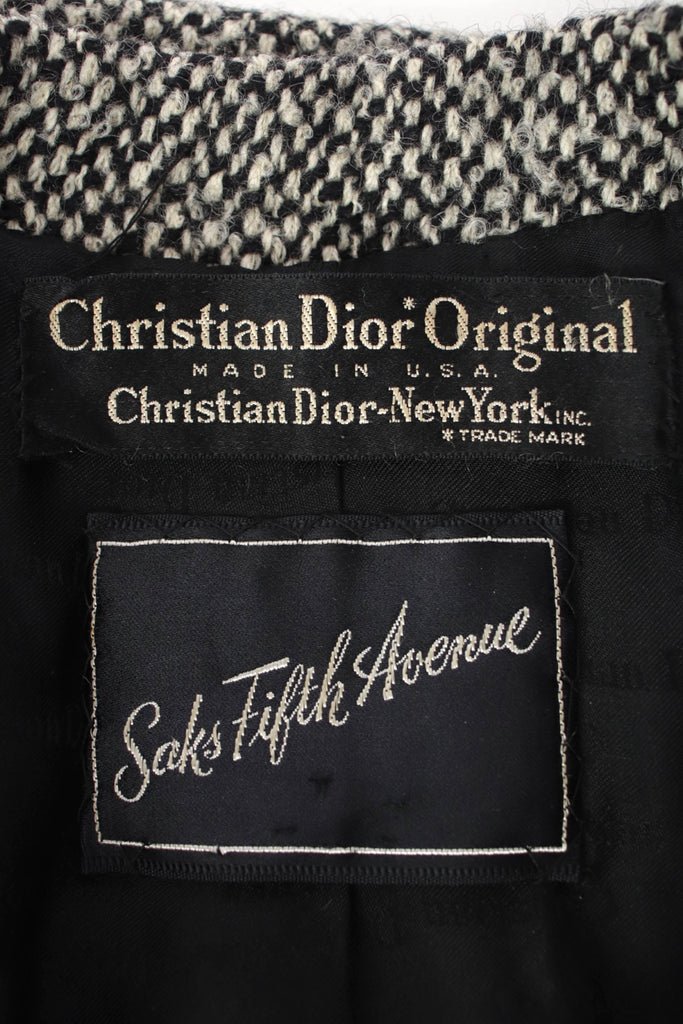 Christian Dior* Original
MADE IN U.S.A.
Christian Dior-New York INC.
*TRADE MARK
Saks Fifth Avenue